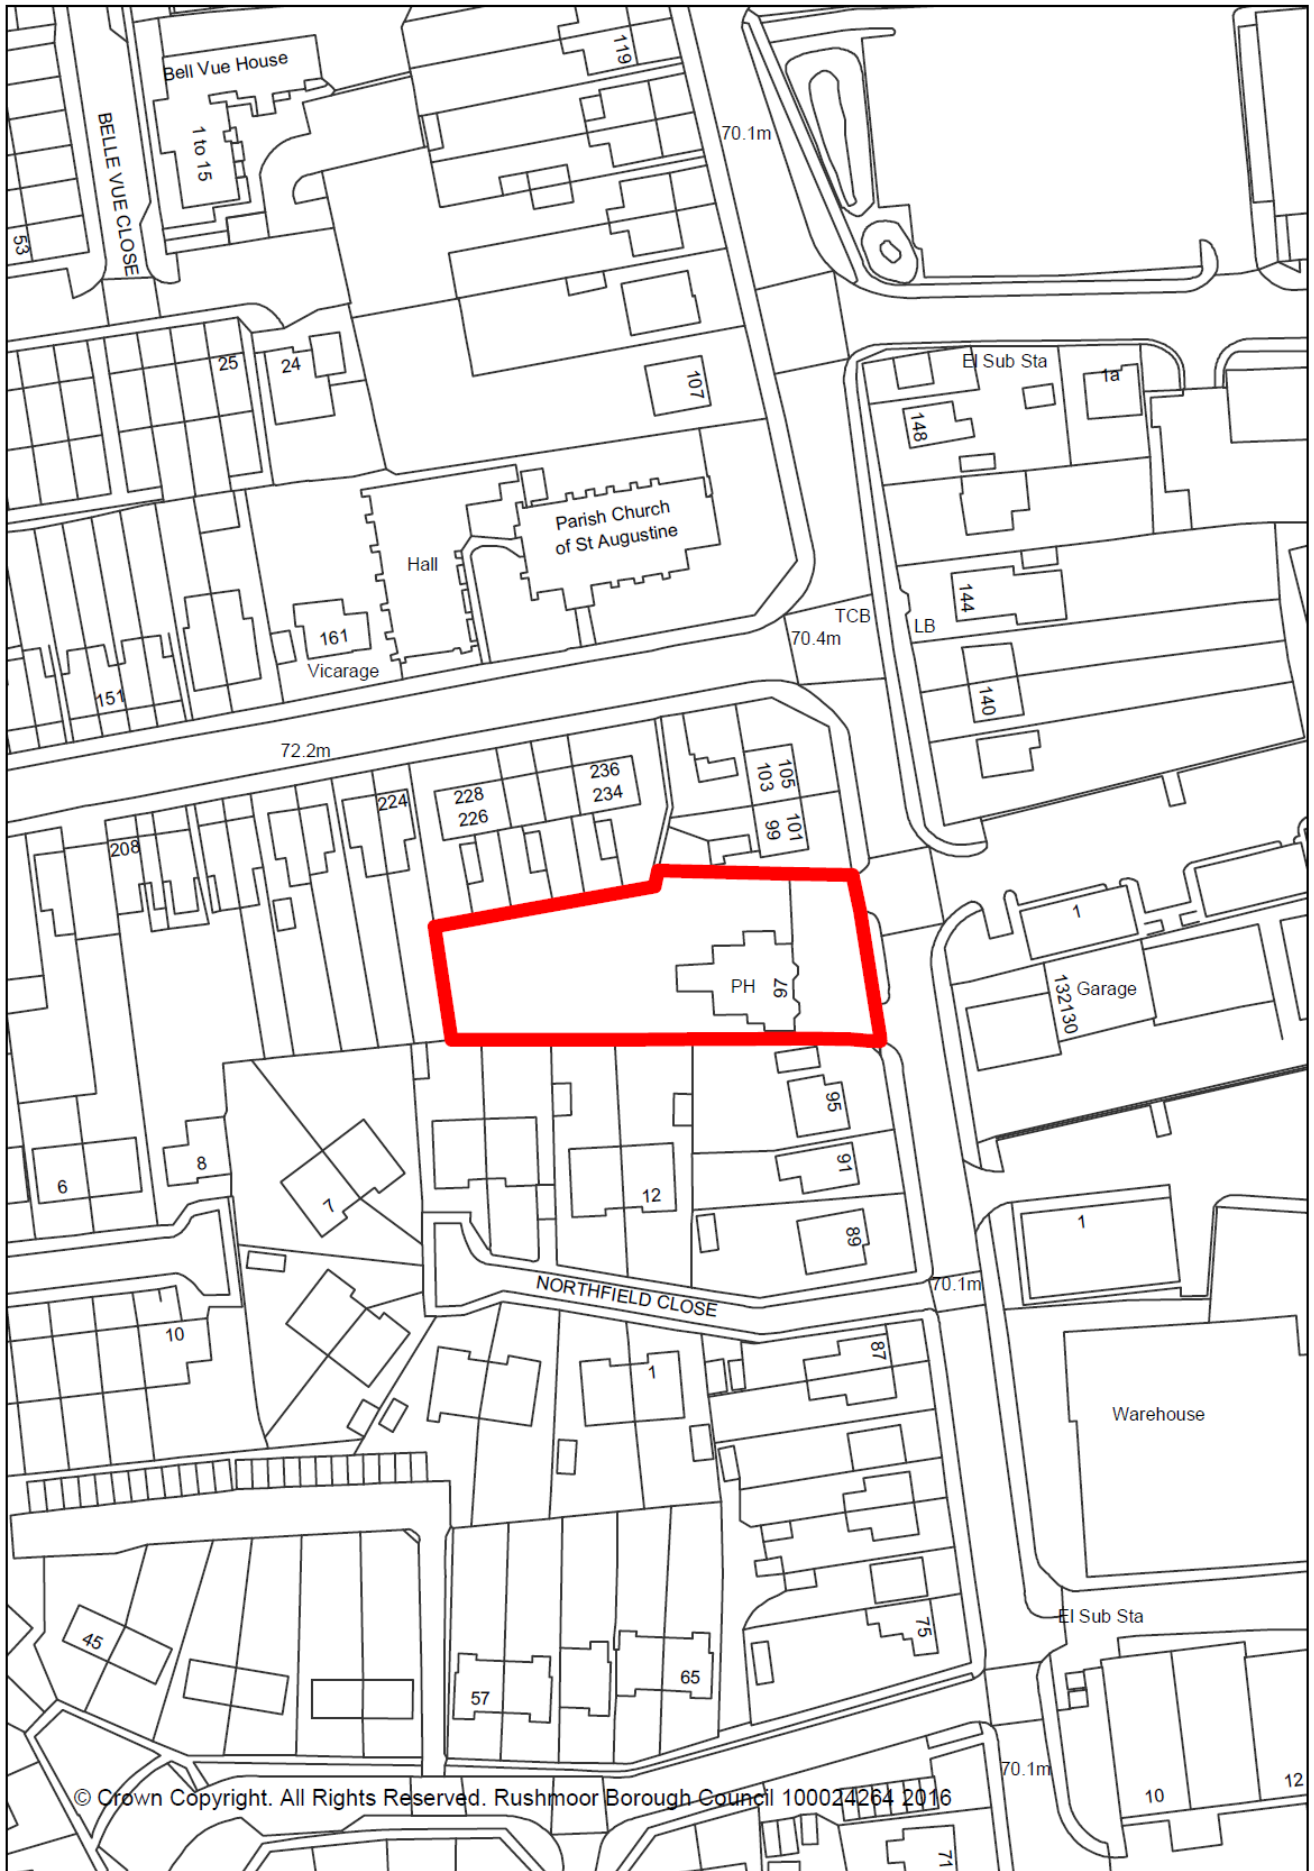 119
Bell Vue House
1 to 15
70.1m
BELLE VUE CLOSE
53
25
24
107
El Sub Sta
1a
148
Parish Church
of St Augustine
Hall
144
TCB
LB
70.4m
161
Vicarage
151
140
72.2m
236
234
105
103
228
226
224
101
99
208
1
PH
97
Garage
132130
95
91
8
6
7
12
89
1
NORTHFIELD CLOSE
70.1m
10
87
1
Warehouse
El Sub Sta
75
45
57
65
70.1m
12
10
© Crown Copyright. All Rights Reserved. Rushmoor Borough Council 100024264 2016
71